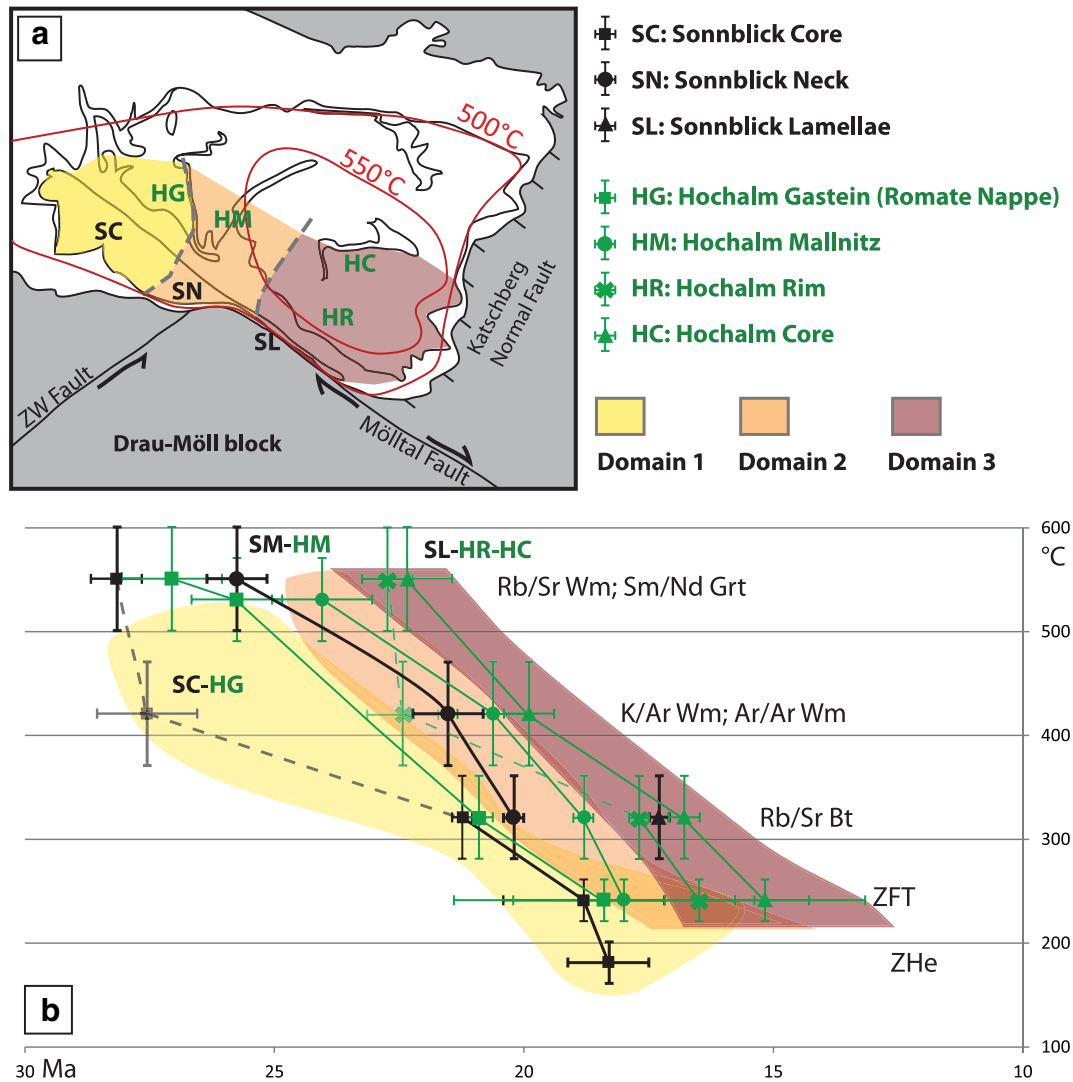 a
500°C
550°C
HG
SC
HM
HC
SN
HR
SL
Katschberg
Normal Fault
ZW Fault
Drau-Möll block
Mölltal Fault
SC: Sonnblick Core
SN: Sonnblick Neck
SL: Sonnblick Lamellae
HG: Hochalm Gastein (Romate Nappe)
HM: Hochalm Mallnitz
HR: Hochalm Rim
HC: Hochalm Core
Domain 1 Domain 2 Domain 3
600
°C
SM-HM
SL-HR-HC
Rb/Sr Wm; Sm/Nd Grt
500
SC-HG
K/Ar Wm; Ar/Ar Wm
400
Rb/Sr Bt
300
ZFT
200
ZHe
b
100
30 Ma 25 20 15 10